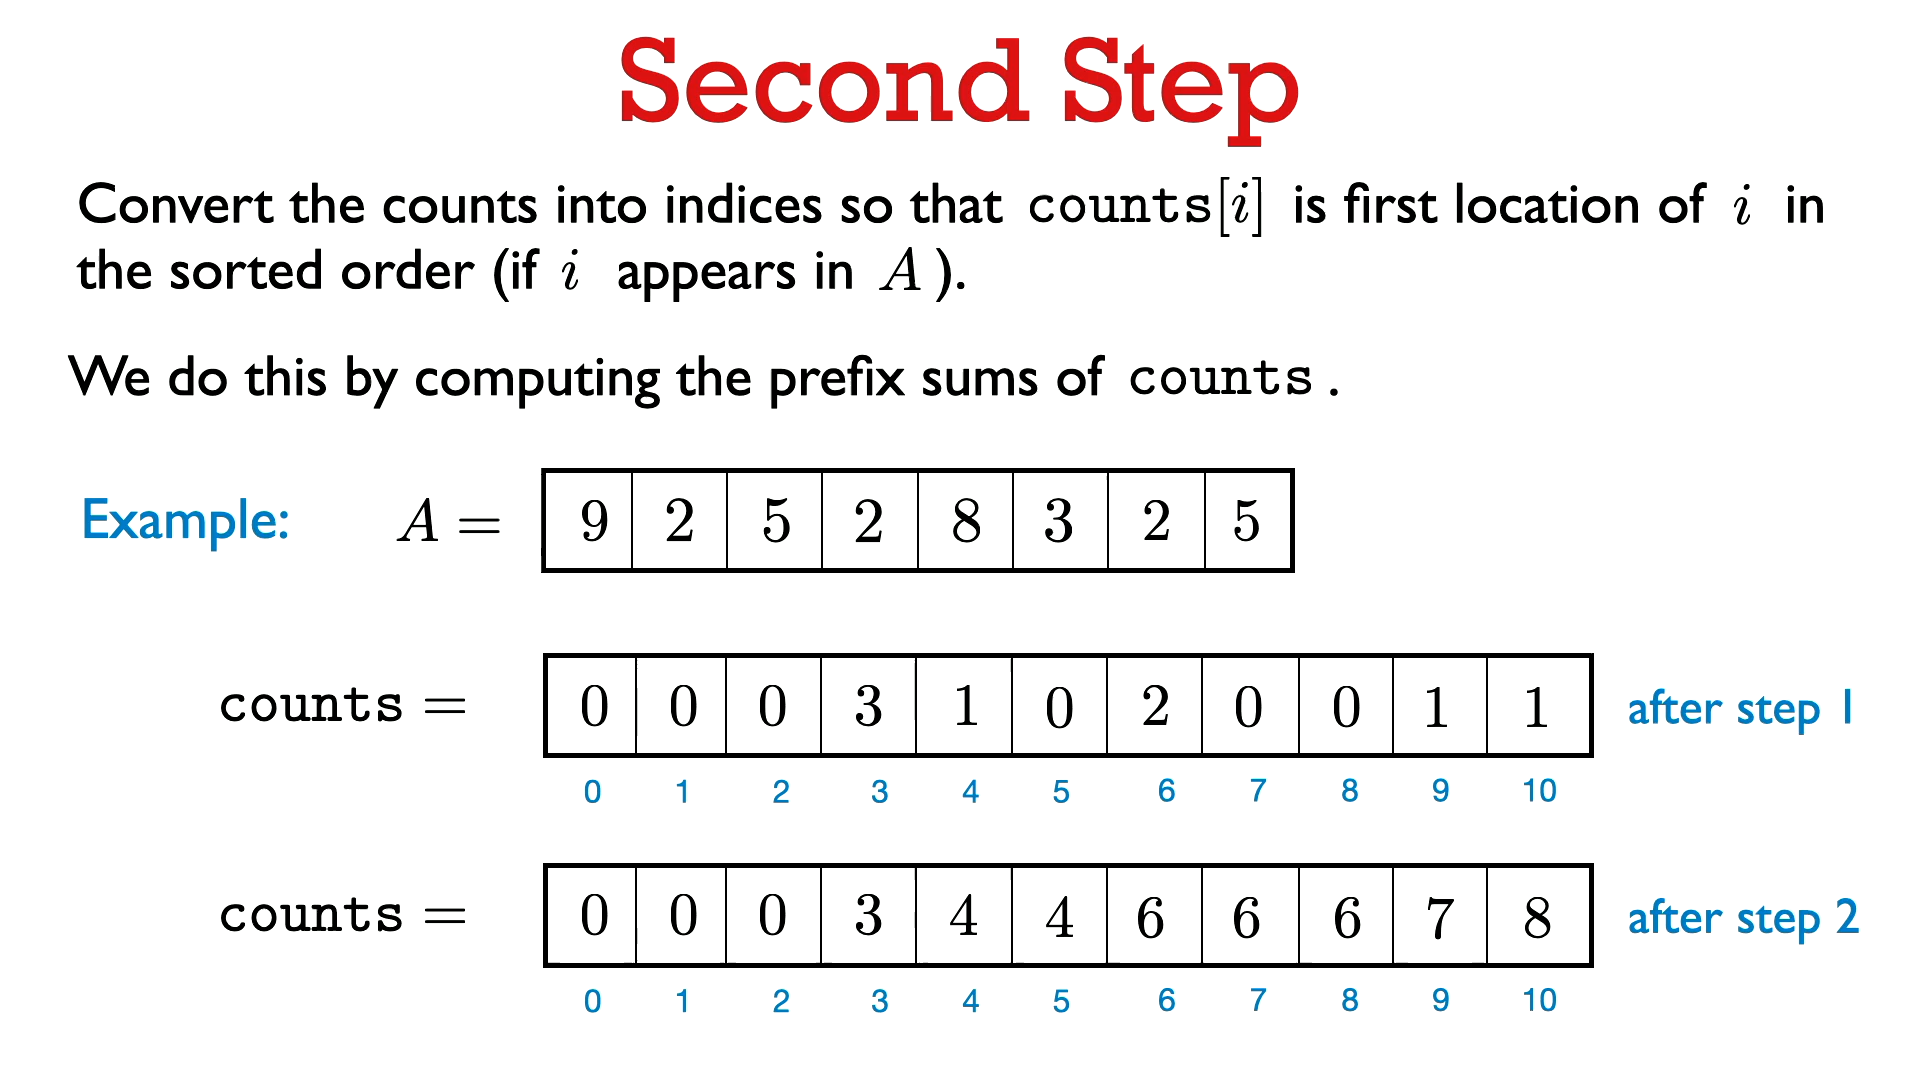 Second Step
Convert the counts into indices so that counts[i] is first location of i in
the sorted order (if i appears in A ).
We do this by computing the prefix sums of counts .
Example: A = 9 2 5 2 8 3 2 5
counts = 0 0 0 3 1 0 2 0 0 1 1 after step 1
0 1 2 3 4 5 6 7 8 9 10
counts = 0 0 0 3 4 4 6 6 6 7 8 after step 2
0 1 2 3 4 5 6 7 8 9 10